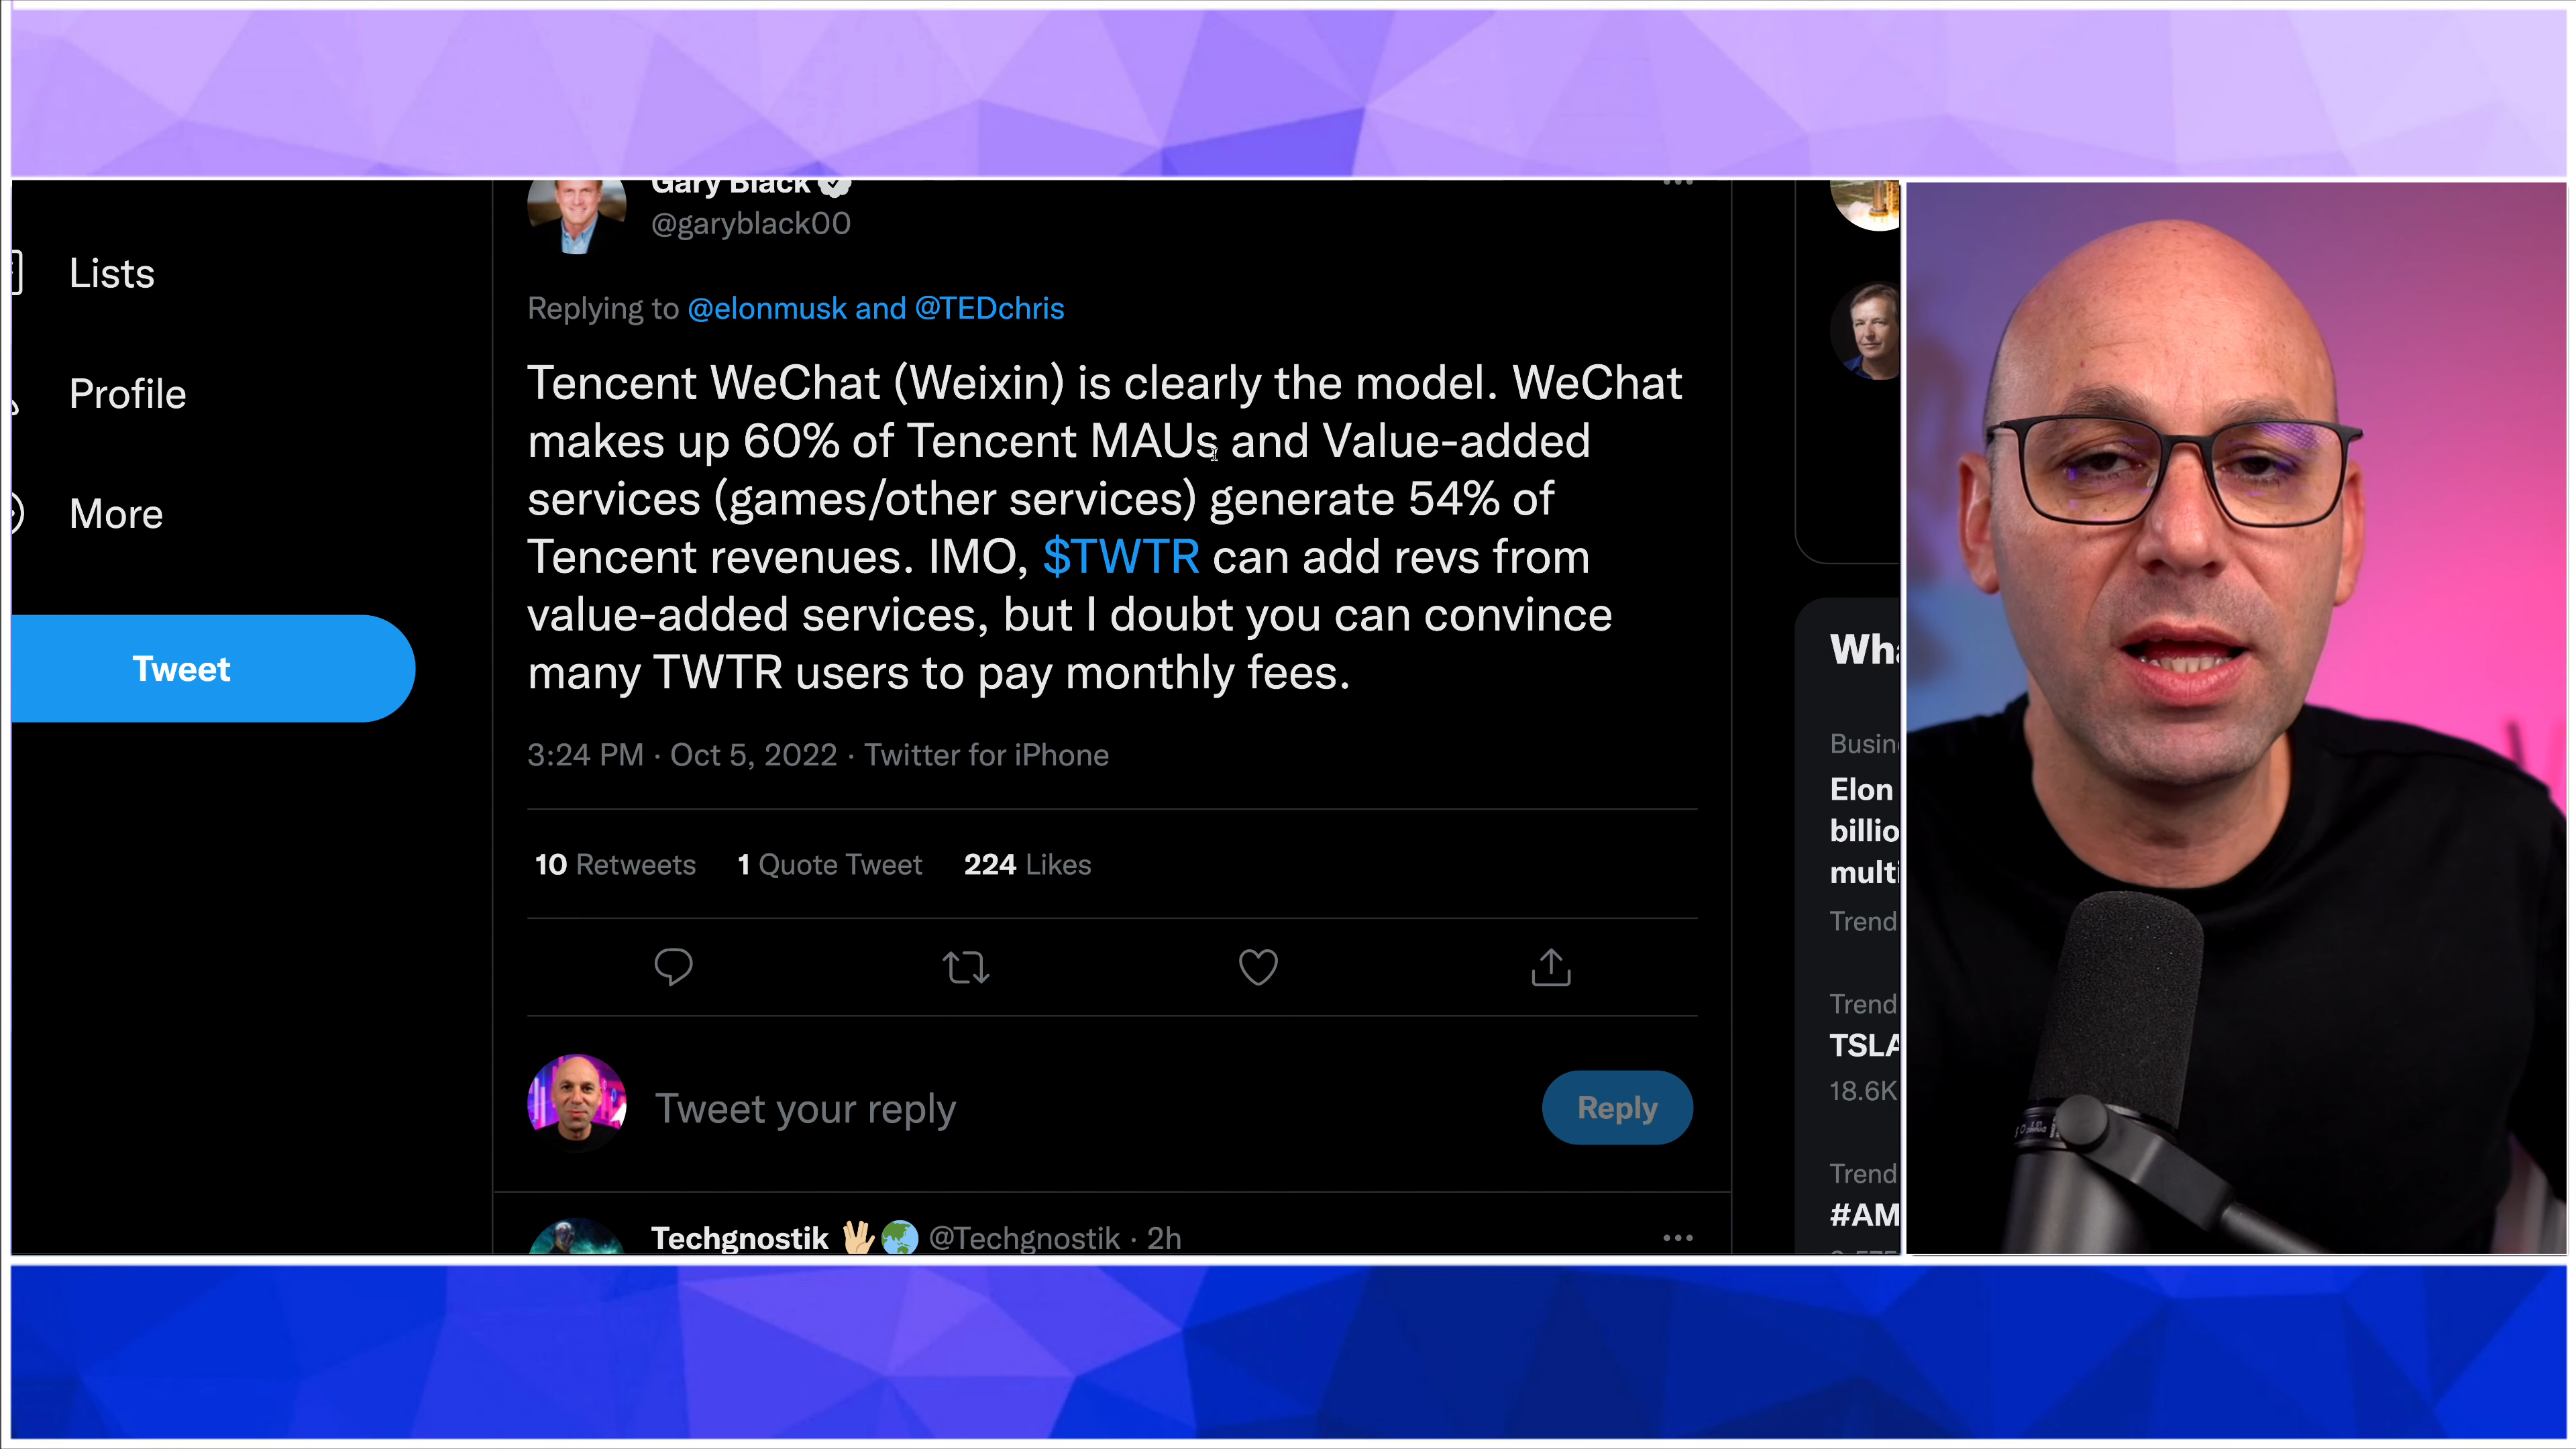 Gary Black
@garyblack00
Lists
Replying to @elonmusk and @TEDchris
Profile
Tencent WeChat (Weixin) is clearly the model. WeChat
makes up 60% of Tencent MAUs and Value-added
More
services (games/other services) generate 54% of
Tencent revenues. IMO, $TWTR can add revs from
value-added services, but I doubt you can convince
many TWTR users to pay monthly fees.
Tweet
3:24 PM · Oct 5, 2022 · Twitter for iPhone
10 Retweets 1 Quote Tweet 224 Likes
Tweet your reply
Reply
Techgnostik 🖖🌏 @Techgnostik · 2h
Wha
Busin
Elon
billio
multi
Trend
Trend
TSLA
18.6K
Trend
#AM